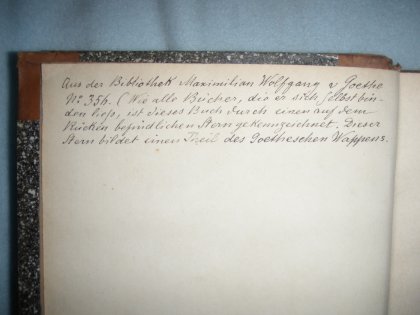 Aus der Bibliothek Maximilian Wolfgang v Goethe
No 35h. (Wie alle Bücher, die er sich selbst bin-
den ließ, ist dieses Buch durch einen auf dem
Rücken befindlichen Stern gekennzeichnet. Dieser
Stern bildet einen Theil des Goetheschen Wappens.